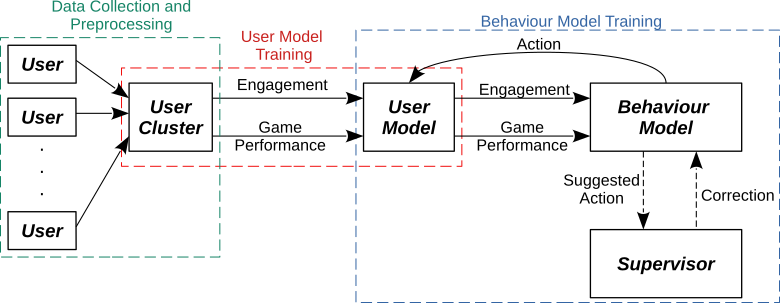 Data Collection and
Preprocessing
User Model
Training
Behaviour Model Training
User
User
.
.
.
User
User
Cluster
Engagement
Game
Performance
User
Model
Action
Engagement
Game
Performance
Behaviour
Model
Suggested
Action
Correction
Supervisor